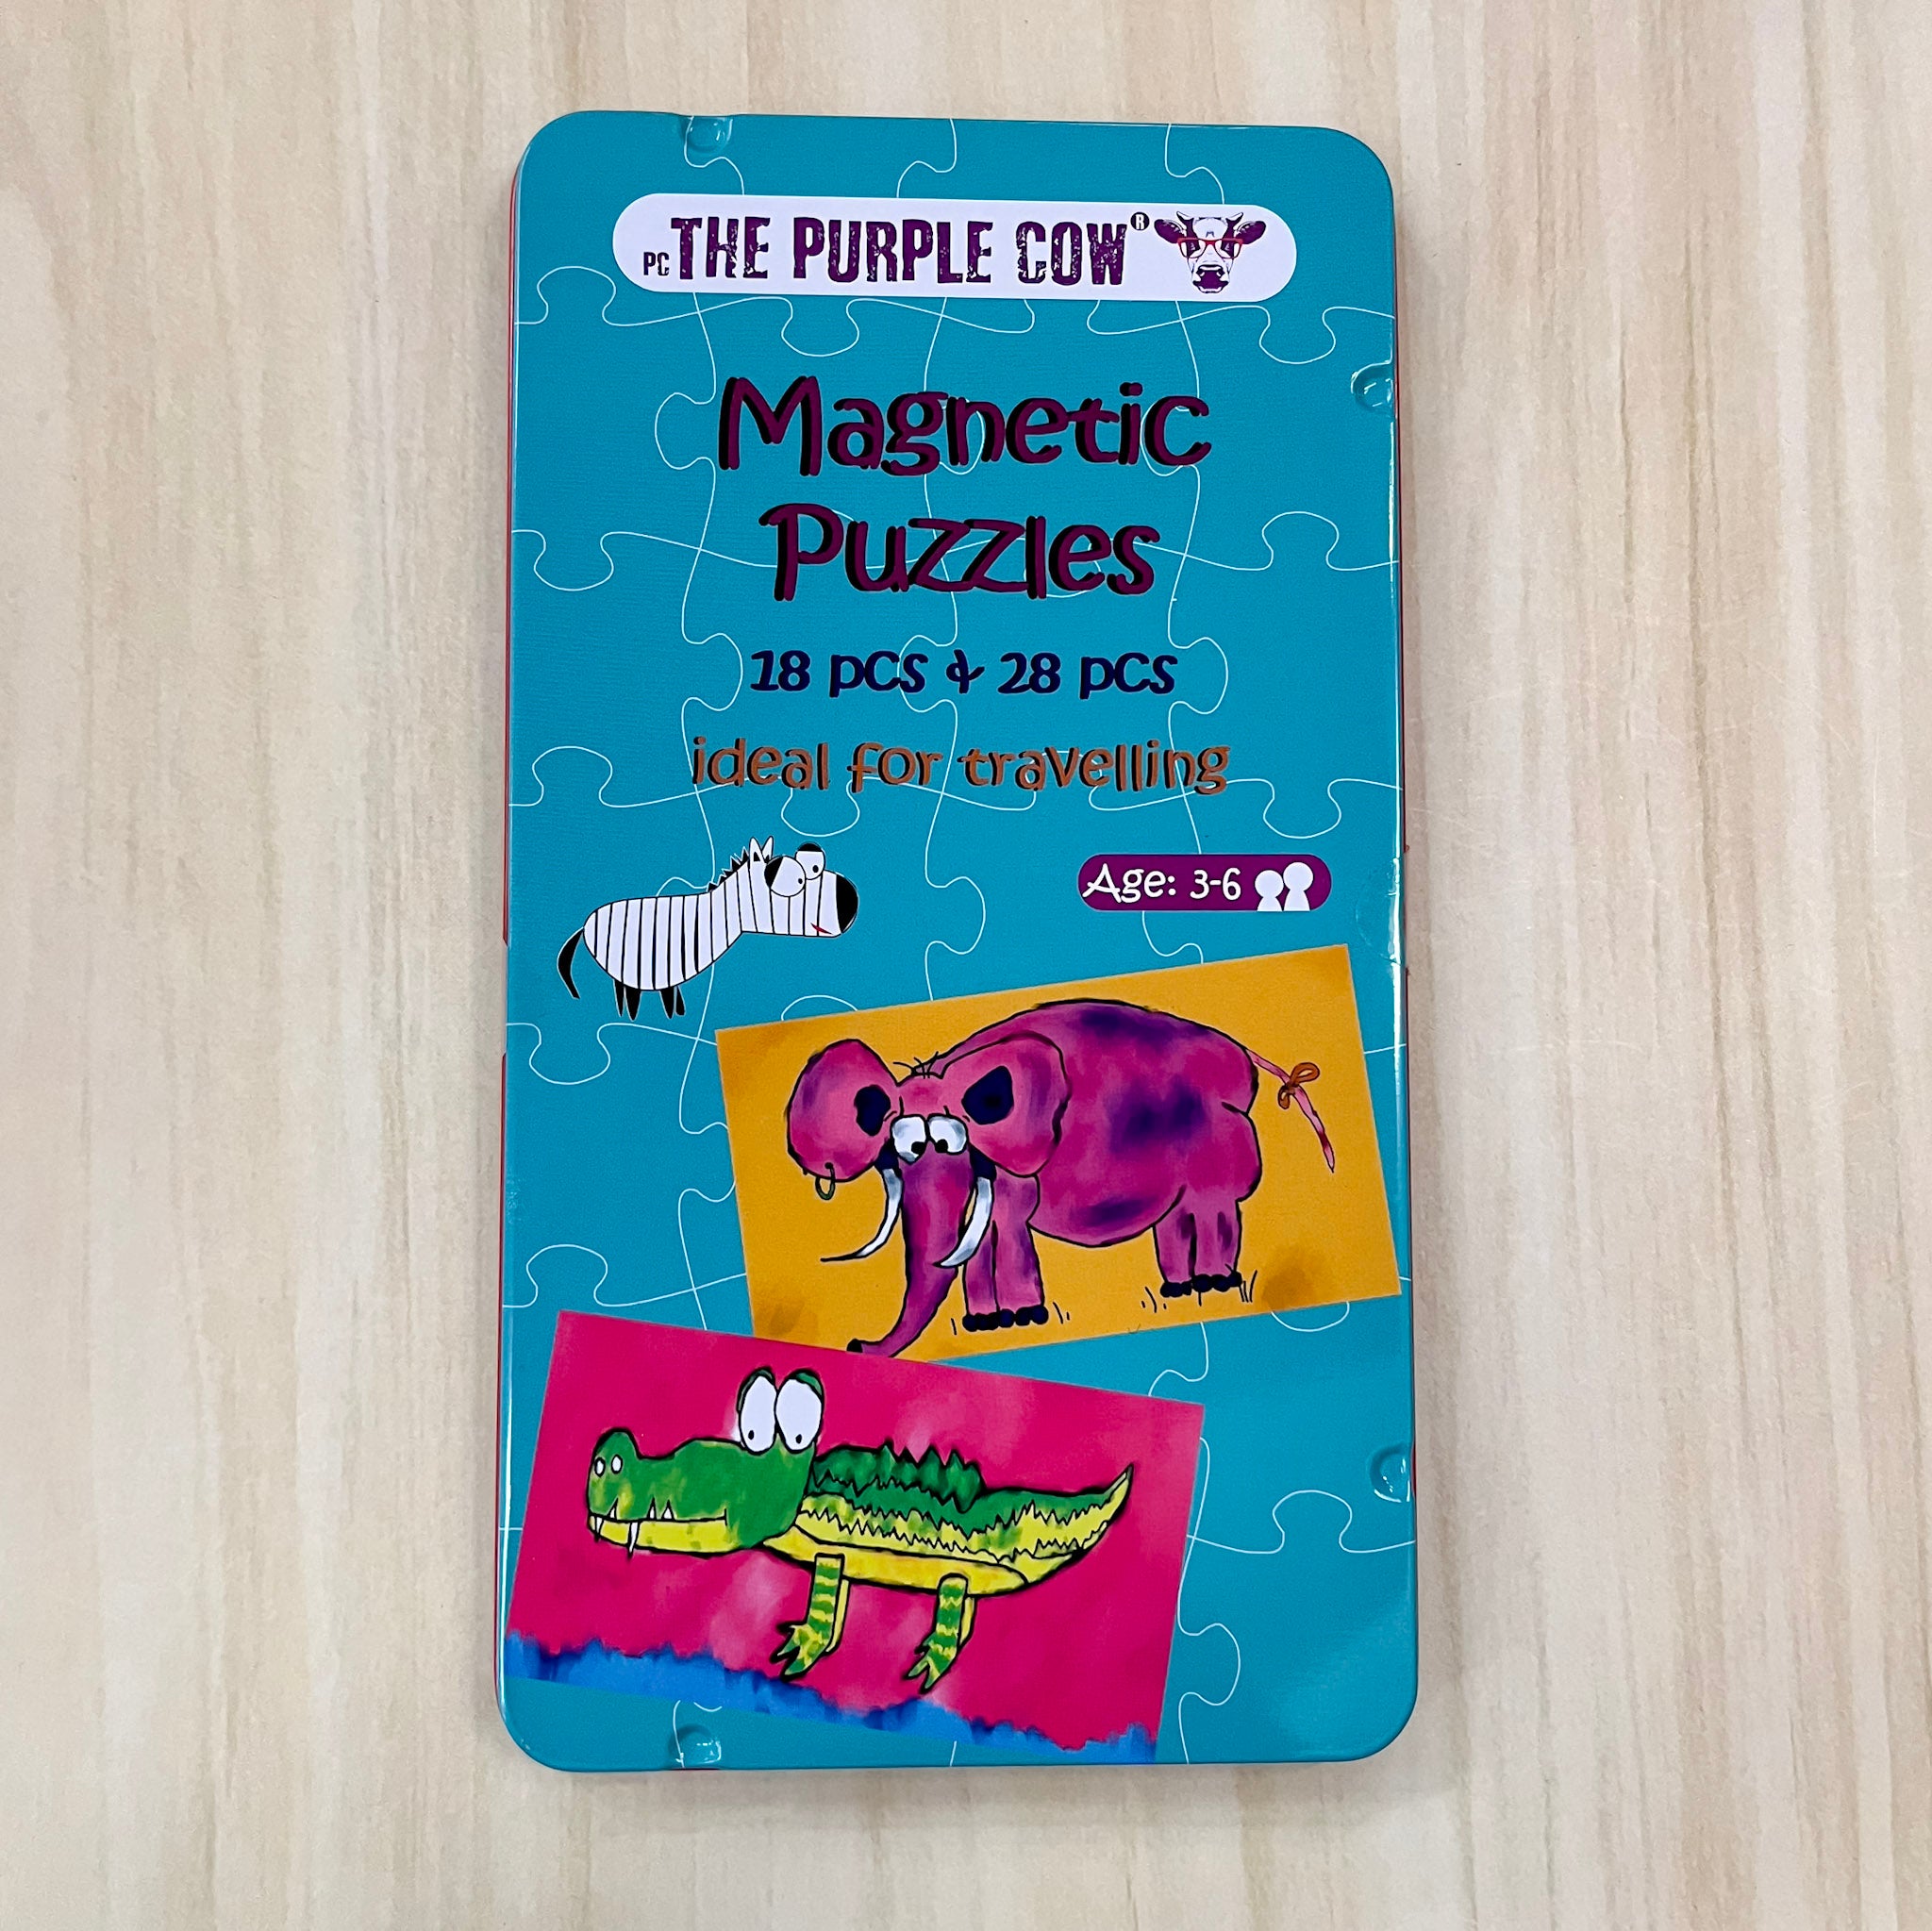 PC THE PURPLE COW®
Magnetic
Puzzles
18 pcs & 28 pcs
ideal for travelling
Age: 3-6